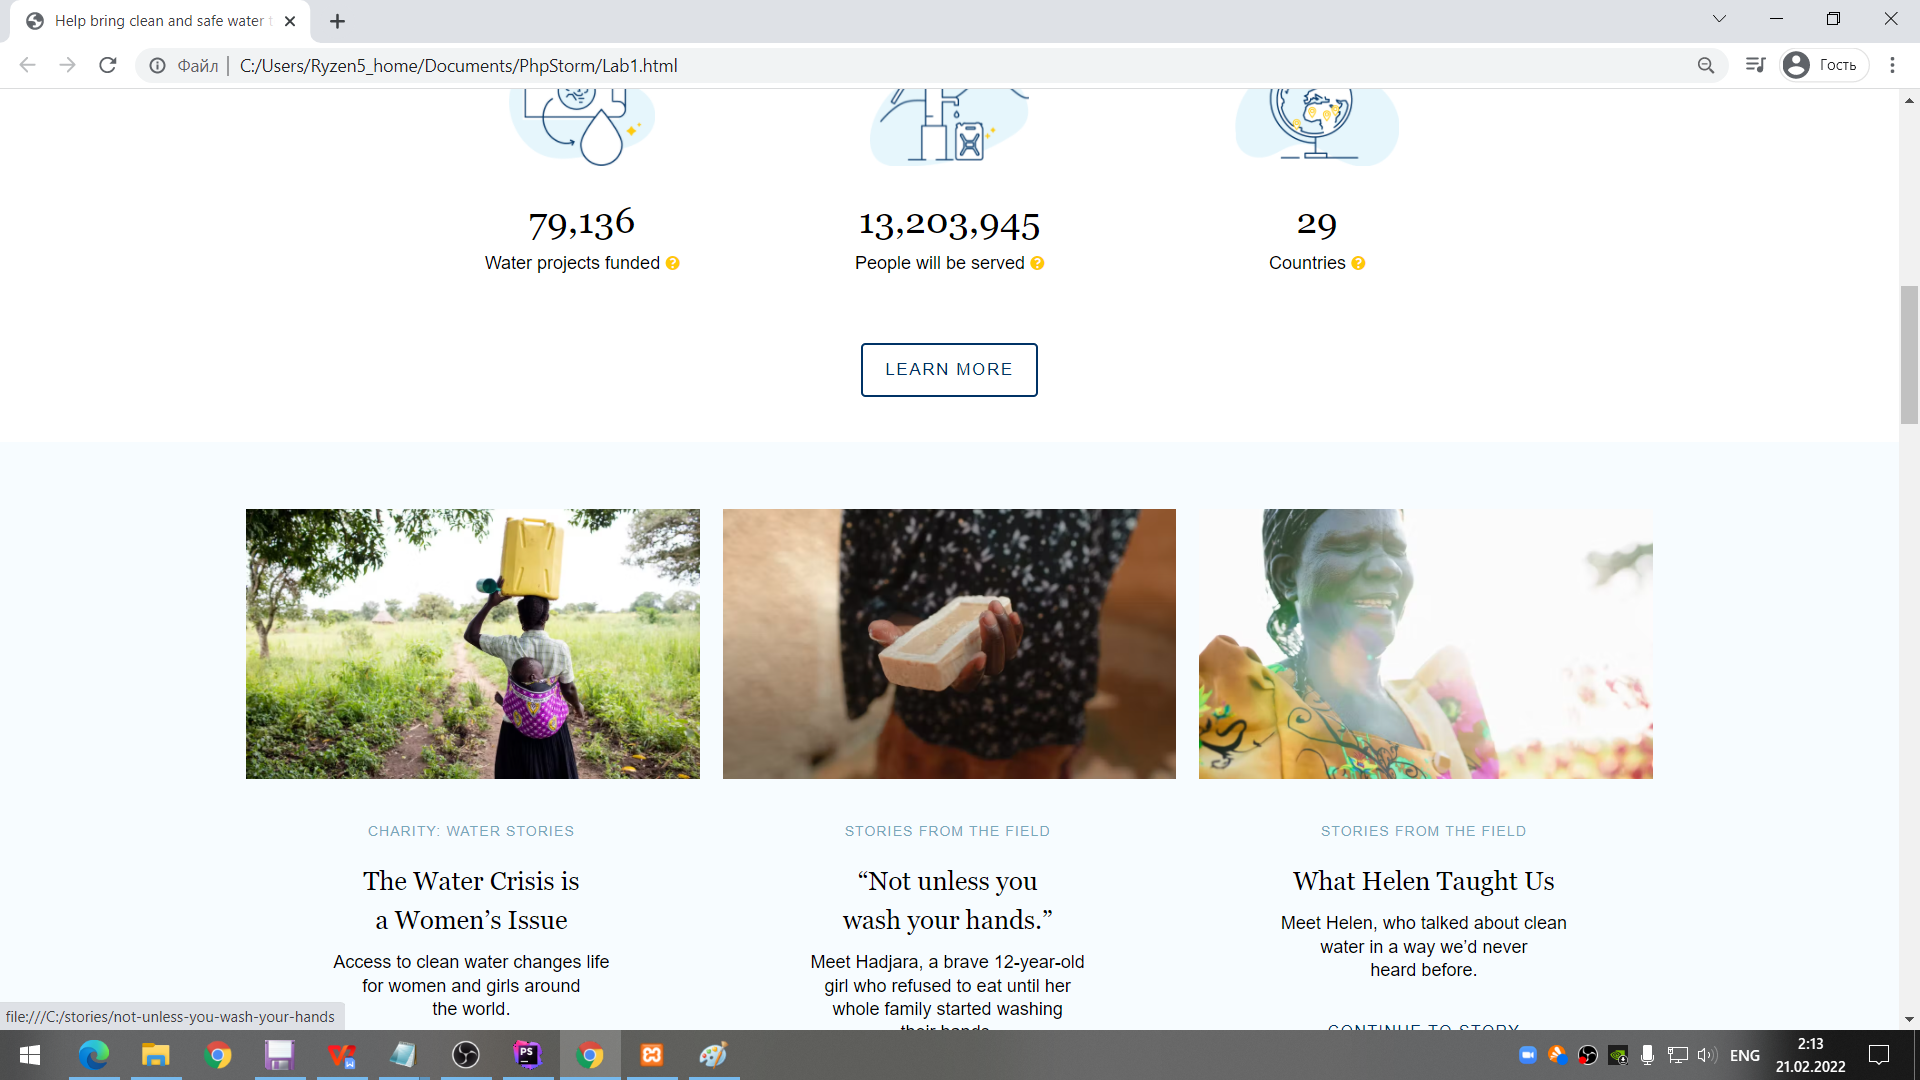 Help bring clean and safe water t
Файл
C:/Users/Ryzen5_home/Documents/PhpStorm/Lab1.html
Гость
79,136
13,203,945
29
Water projects funded ?
People will be served ?
Countries ?
LEARN MORE
CHARITY: WATER STORIES
STORIES FROM THE FIELD
STORIES FROM THE FIELD
The Water Crisis is
a Women’s Issue
“Not unless you
wash your hands.”
What Helen Taught Us
Access to clean water changes life
for women and girls around
the world.
Meet Hadjara, a brave 12-year-old
girl who refused to eat until her
whole family started washing
their hands.
Meet Helen, who talked about clean
water in a way we’d never
heard before.
CONTINUE TO STORY
file:///C:/stories/not-unless-you-wash-your-hands
PS
ENG
2:13
21.02.2022